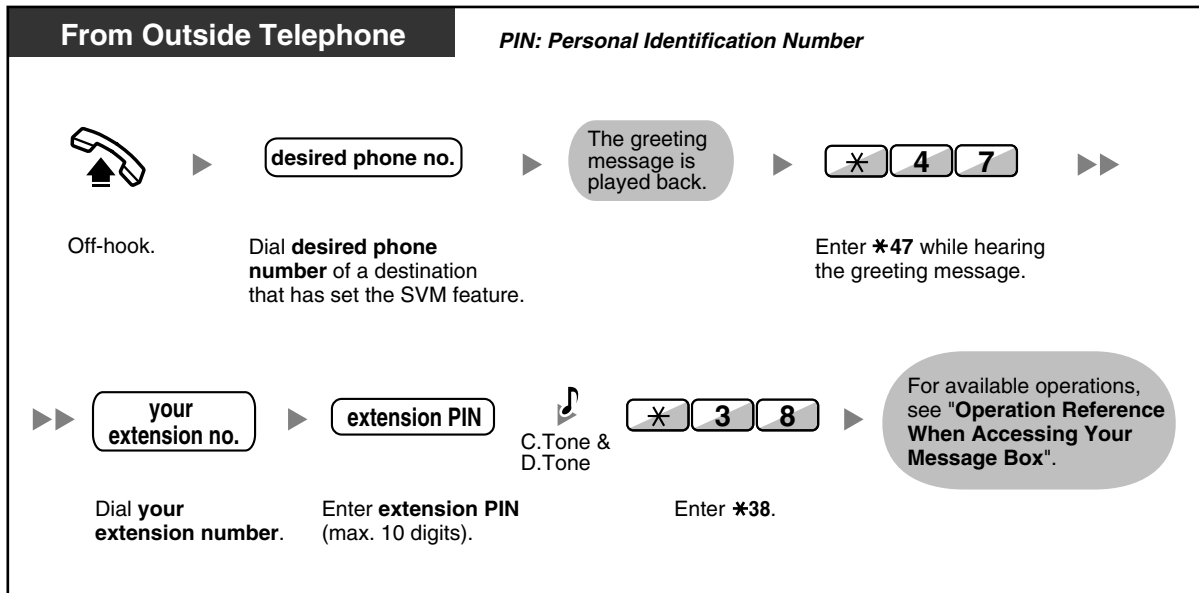 From Outside Telephone
PIN: Personal Identification Number
desired phone no.
The greeting
message is
played back.
* 4 7
Off-hook.
Dial desired phone
number of a destination
that has set the SVM feature.
Enter *47 while hearing
the greeting message.
your
extension no.
extension PIN
C.Tone &
D.Tone
* 3 8
For available operations,
see "Operation Reference
When Accessing Your
Message Box".
Dial your
extension number.
Enter extension PIN
(max. 10 digits).
Enter *38.